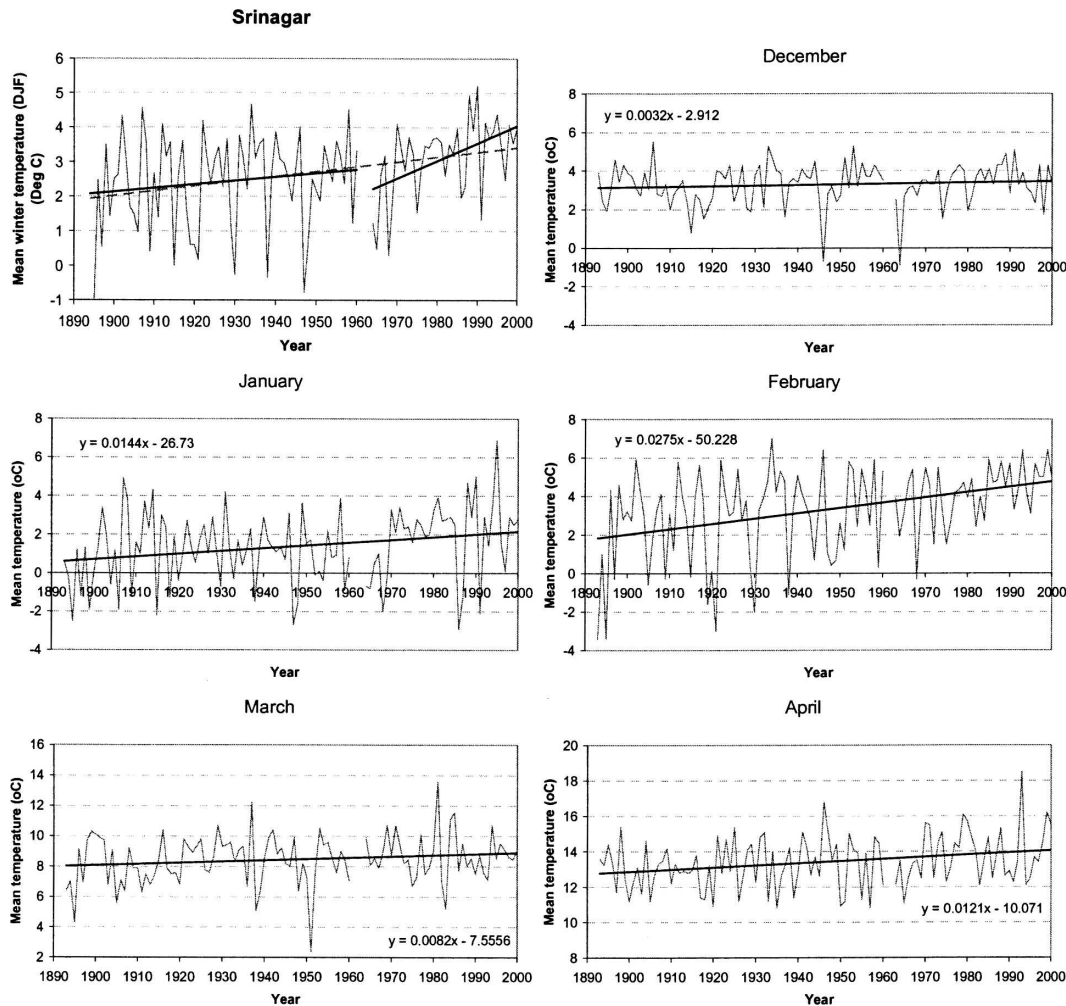 Srinagar
Mean winter temperature (DJF)
(Deg C)
6
5
4
3
2
1
0
-1
1890 1900 1910 1920 1930 1940 1950 1960 1970 1980 1990 2000
Year
December
Mean temperature (oC)
y = 0.0032x - 2.912
8
6
4
2
0
-2
-4
1890 1900 1910 1920 1930 1940 1950 1960 1970 1980 1990 2000
Year
January
Mean temperature (oC)
y = 0.0144x - 26.73
8
6
4
2
0
-2
-4
1890 1900 1910 1920 1930 1940 1950 1960 1970 1980 1990 2000
Year
February
Mean temperature (oC)
y = 0.0275x - 50.228
8
6
4
2
0
-2
-4
1890 1900 1910 1920 1930 1940 1950 1960 1970 1980 1990 2000
Year
March
Mean temperature (oC)
16
14
12
10
8
6
4
2
y = 0.0082x - 7.5556
1890 1900 1910 1920 1930 1940 1950 1960 1970 1980 1990 2000
Year
April
Mean temperature (oC)
20
18
16
14
12
10
8
y = 0.0121x - 10.071
1890 1900 1910 1920 1930 1940 1950 1960 1970 1980 1990 2000
Year